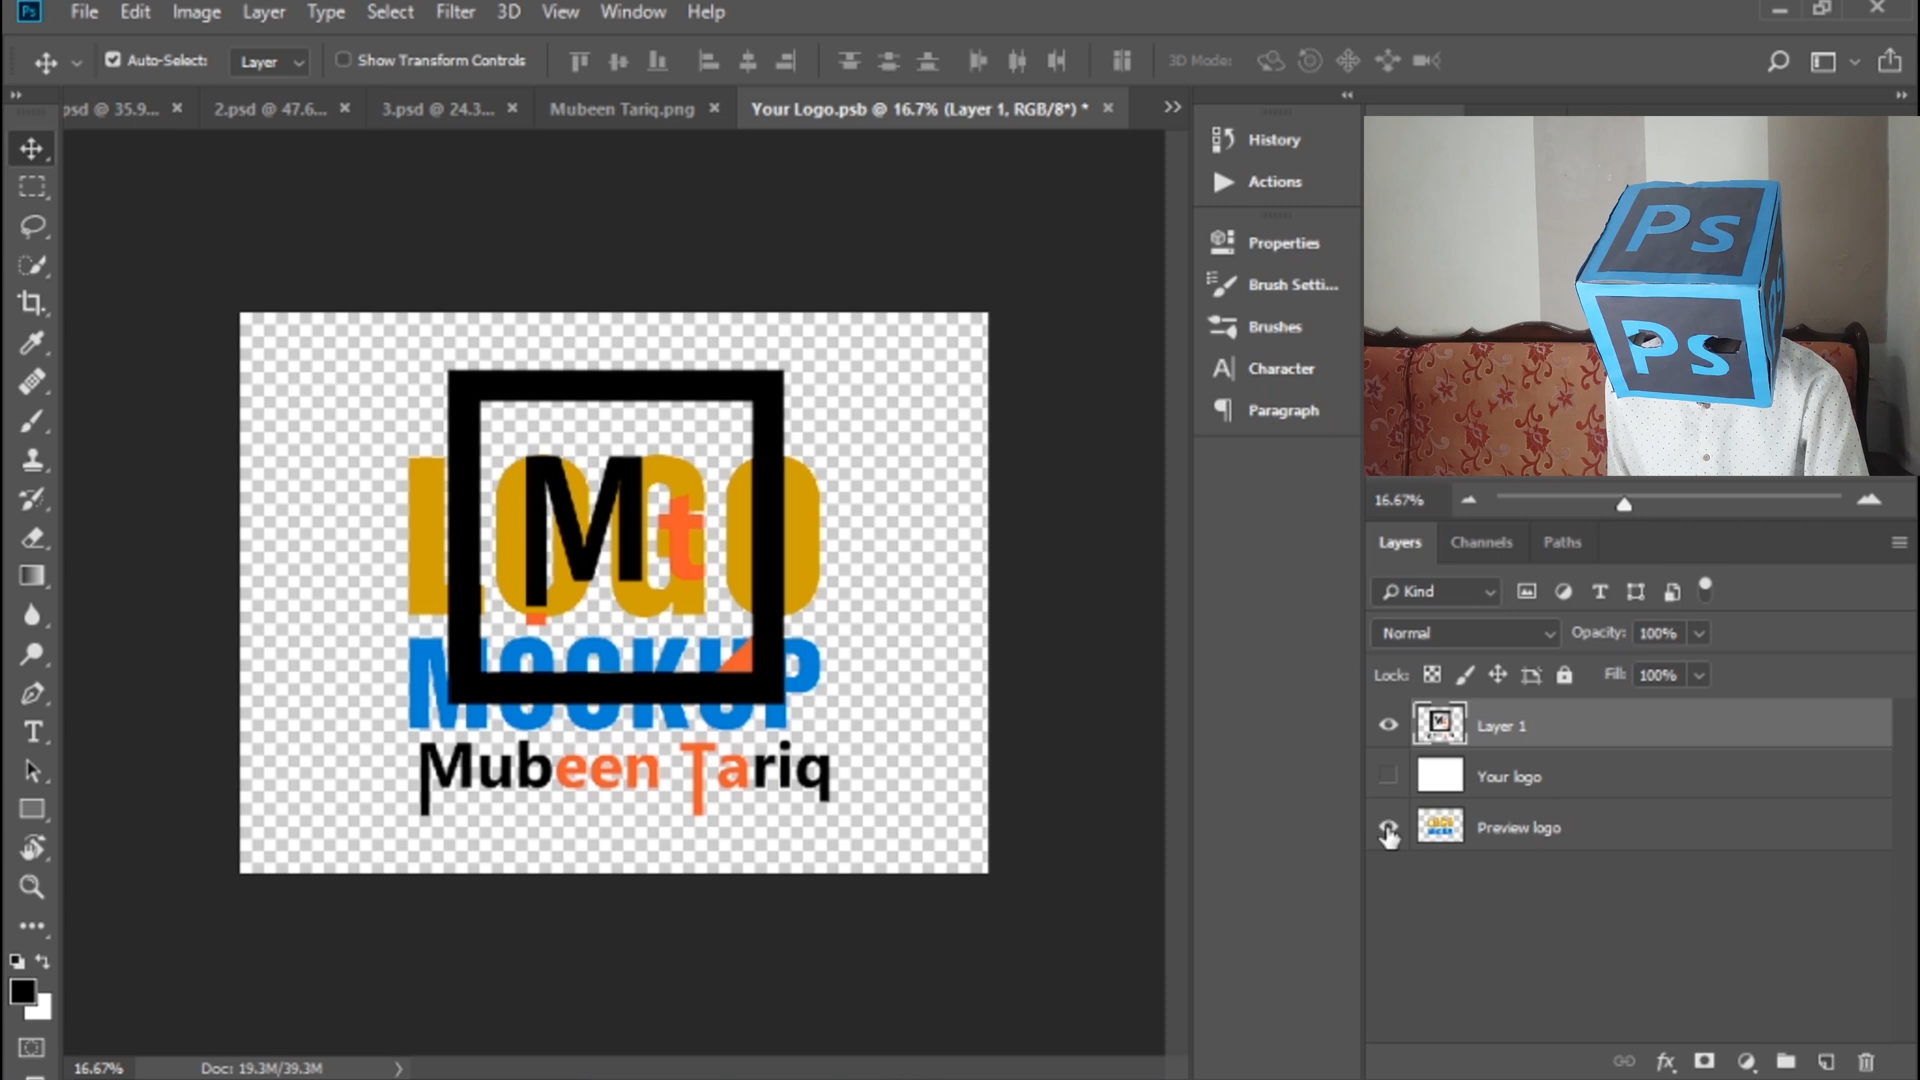 Ps File Edit Image Layer Type Select Filter 3D View Window Help
Auto-Select: Layer Show Transform Controls 3D Mode:
psd @ 35.9... 2.psd @ 47.6... 3.psd @ 24.3... Mubeen Tariq.png Your Logo.psb @ 16.7% (Layer 1, RGB/8*) *
History
Actions
Properties
Brush Setti...
Brushes
Character
Paragraph
Ps
Ps
LOGO
MOCKUP
Mt
Mubeen Tariq
16.67%
Layers Channels Paths
Kind
Normal Opacity: 100%
Lock: Fill: 100%
Layer 1
Your logo
Preview logo
16.67% Doc: 19.3M/39.3M